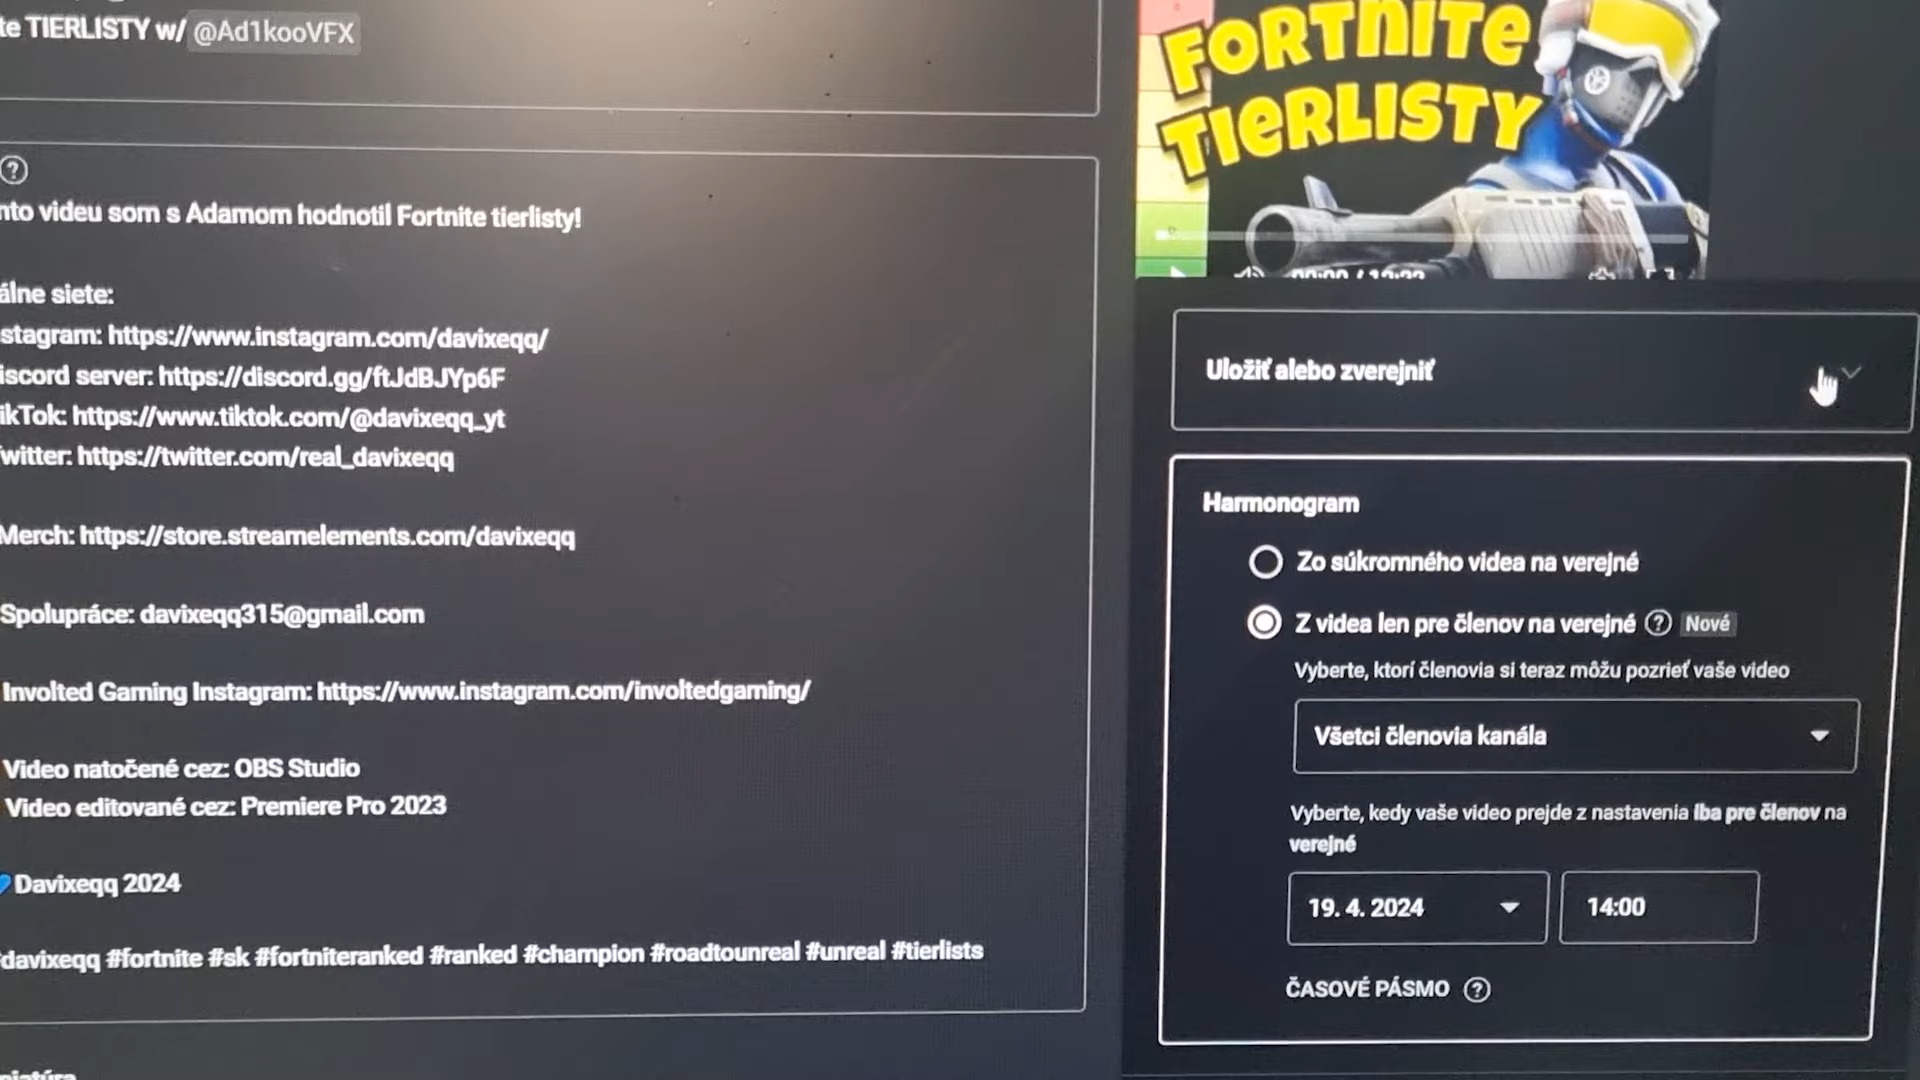 te TIERLISTY w/ @Ad1kooVFX
nto videu som s Adamom hodnotil Fortnite tierlisty!
álne siete:
stagram: https://www.instagram.com/davixeqq/
iscord server: https://discord.gg/ftJdBJYp6F
ikTok: https://www.tiktok.com/@davixeqq_yt
witter: https://twitter.com/real_davixeqq
Merch: https://store.streamelements.com/davixeqq
Spolupráce: davixeqq315@gmail.com
Involted Gaming Instagram: https://www.instagram.com/involtedgaming/
Video natočené cez: OBS Studio
Video editované cez: Premiere Pro 2023
Davixeqq 2024
davixeqq #fortnite #sk #fortniteranked #ranked #champion #roadtounreal #unreal #tierlists
FORTNITE
TIERLISTY
00:00 / 12:22
Uložiť alebo zverejniť
Harmonogram
Zo súkromného videa na verejné
Z videa len pre členov na verejné Nové
Vyberte, ktorí členovia si teraz môžu pozrieť vaše video
Všetci členovia kanála
Vyberte, kedy vaše video prejde z nastavenia Iba pre členov na
verejné
19. 4. 2024
14:00
ČASOVÉ PÁSMO